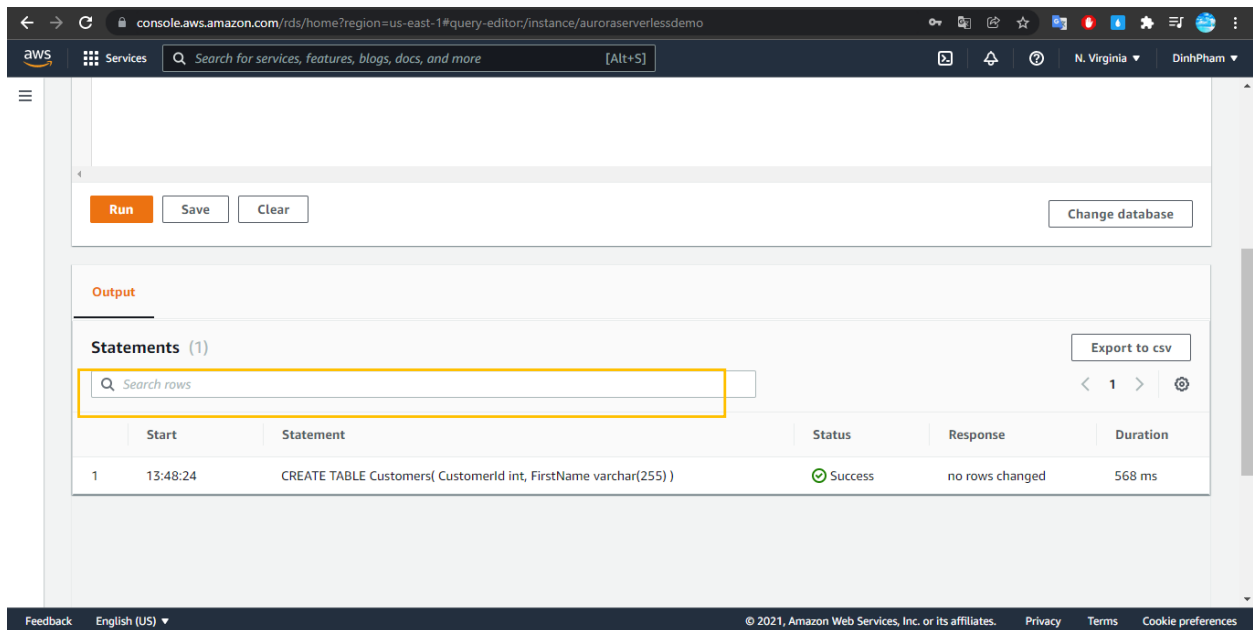 console.aws.amazon.com/rds/home?region=us-east-1#query-editor:/instance/auroraserverlessdemo
aws Services Search for services, features, blogs, docs, and more [Alt+S] N. Virginia ▼ DinhPham ▼
Run Save Clear Change database
Output
Statements (1) Export to csv
Search rows < 1 >
Start Statement Status Response Duration
1 13:48:24 CREATE TABLE Customers( CustomerId int, FirstName varchar(255) ) Success no rows changed 568 ms
Feedback English (US) ▼ © 2021, Amazon Web Services, Inc. or its affiliates. Privacy Terms Cookie preferences